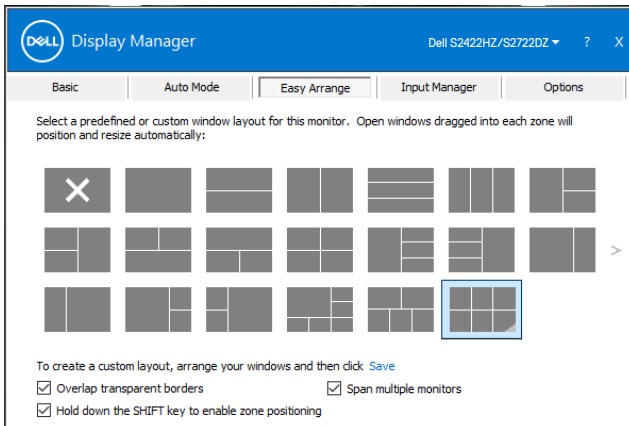 DELL Display Manager Dell S2422HZ/S2722DZ ? X
Basic Auto Mode Easy Arrange Input Manager Options
Select a predefined or custom window layout for this monitor. Open windows dragged into each zone will
position and resize automatically:
>
To create a custom layout, arrange your windows and then click Save
Overlap transparent borders Span multiple monitors
Hold down the SHIFT key to enable zone positioning